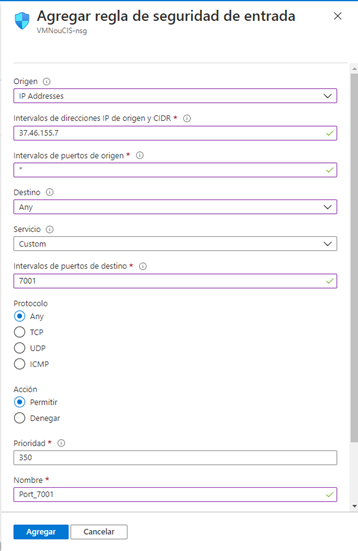 Agregar regla de seguridad de entrada
VMNouCIS-nsg
Origen
IP Addresses
Intervalos de direcciones IP de origen y CIDR *
37.46.155.7
Intervalos de puertos de origen *
*
Destino
Any
Servicio
Custom
Intervalos de puertos de destino *
7001
Protocolo
Any
TCP
UDP
ICMP
Acción
Permitir
Denegar
Prioridad *
350
Nombre *
Port_7001
Agregar
Cancelar